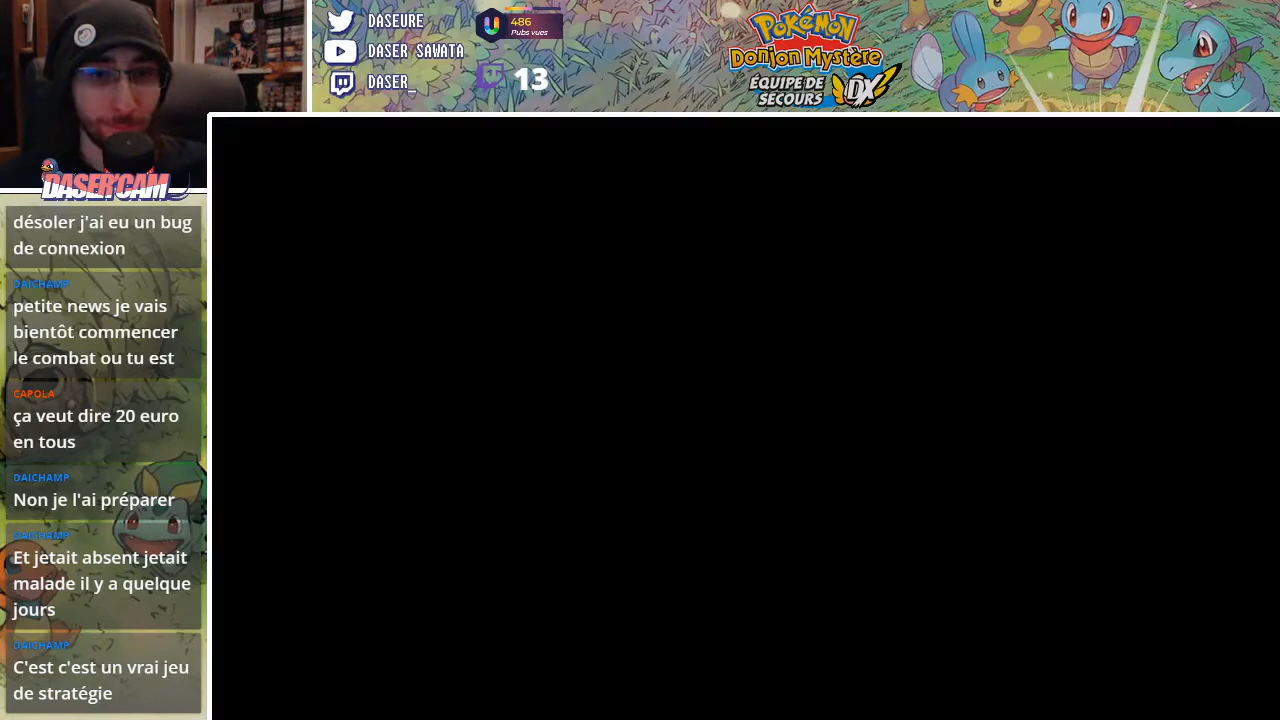 DASEURE
DASER SAWATA
DASER_
486
Pubs vues
13
POKÉMON
Donjon Mystère
ÉQUIPE DE
SECOURS DX
DASER'CAM
désoler j'ai eu un bug
de connexion
DAICHAMP
petite news je vais
bientôt commencer
le combat ou tu est
CAPOLA
ça veut dire 20 euro
en tous
DAICHAMP
Non je l'ai préparer
DAICHAMP
Et jetait absent jetait
malade il y a quelque
jours
DAICHAMP
C'est c'est un vrai jeu
de stratégie